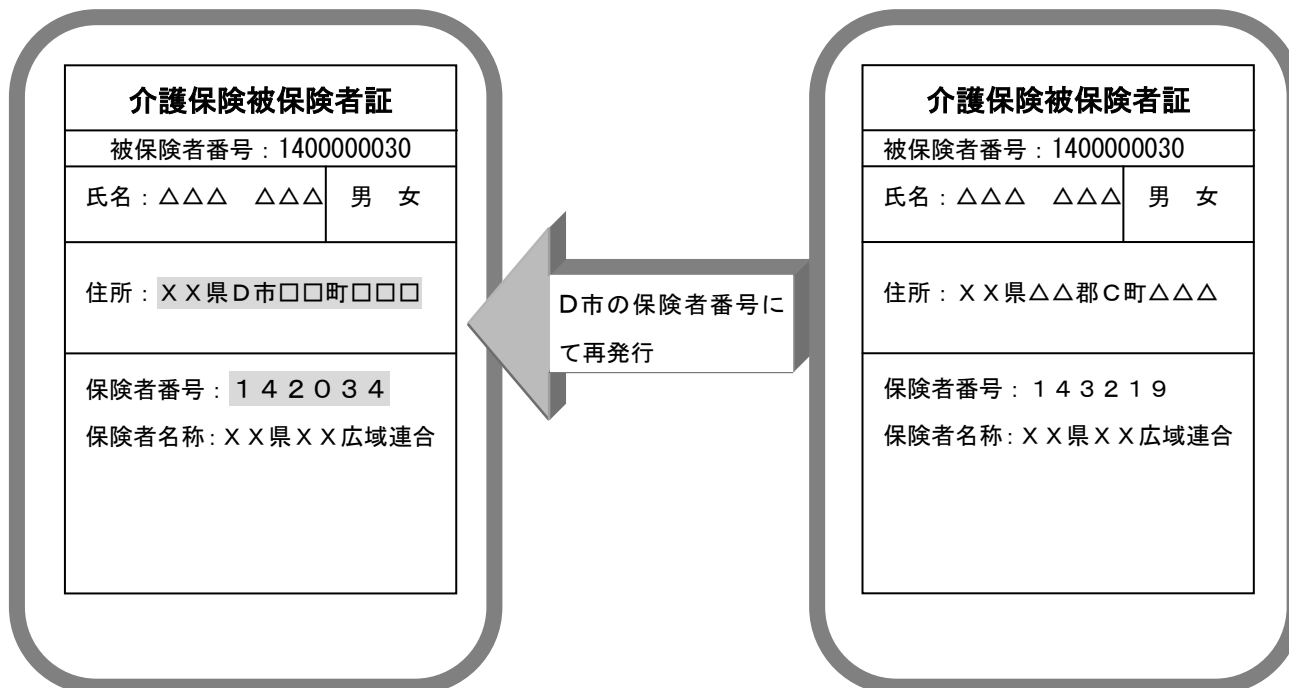 介護保険被保険者証
被保険者番号：1400000030
氏名：△△△　△△△
男　女
住所：ＸＸ県Ｄ市□□町□□□
保険者番号：１４２０３４
保険者名称：ＸＸ県ＸＸ広域連合
D市の保険者番号に
て再発行
介護保険被保険者証
被保険者番号：1400000030
氏名：△△△　△△△
男　女
住所：ＸＸ県△△郡Ｃ町△△△
保険者番号：１４３２１９
保険者名称：ＸＸ県ＸＸ広域連合